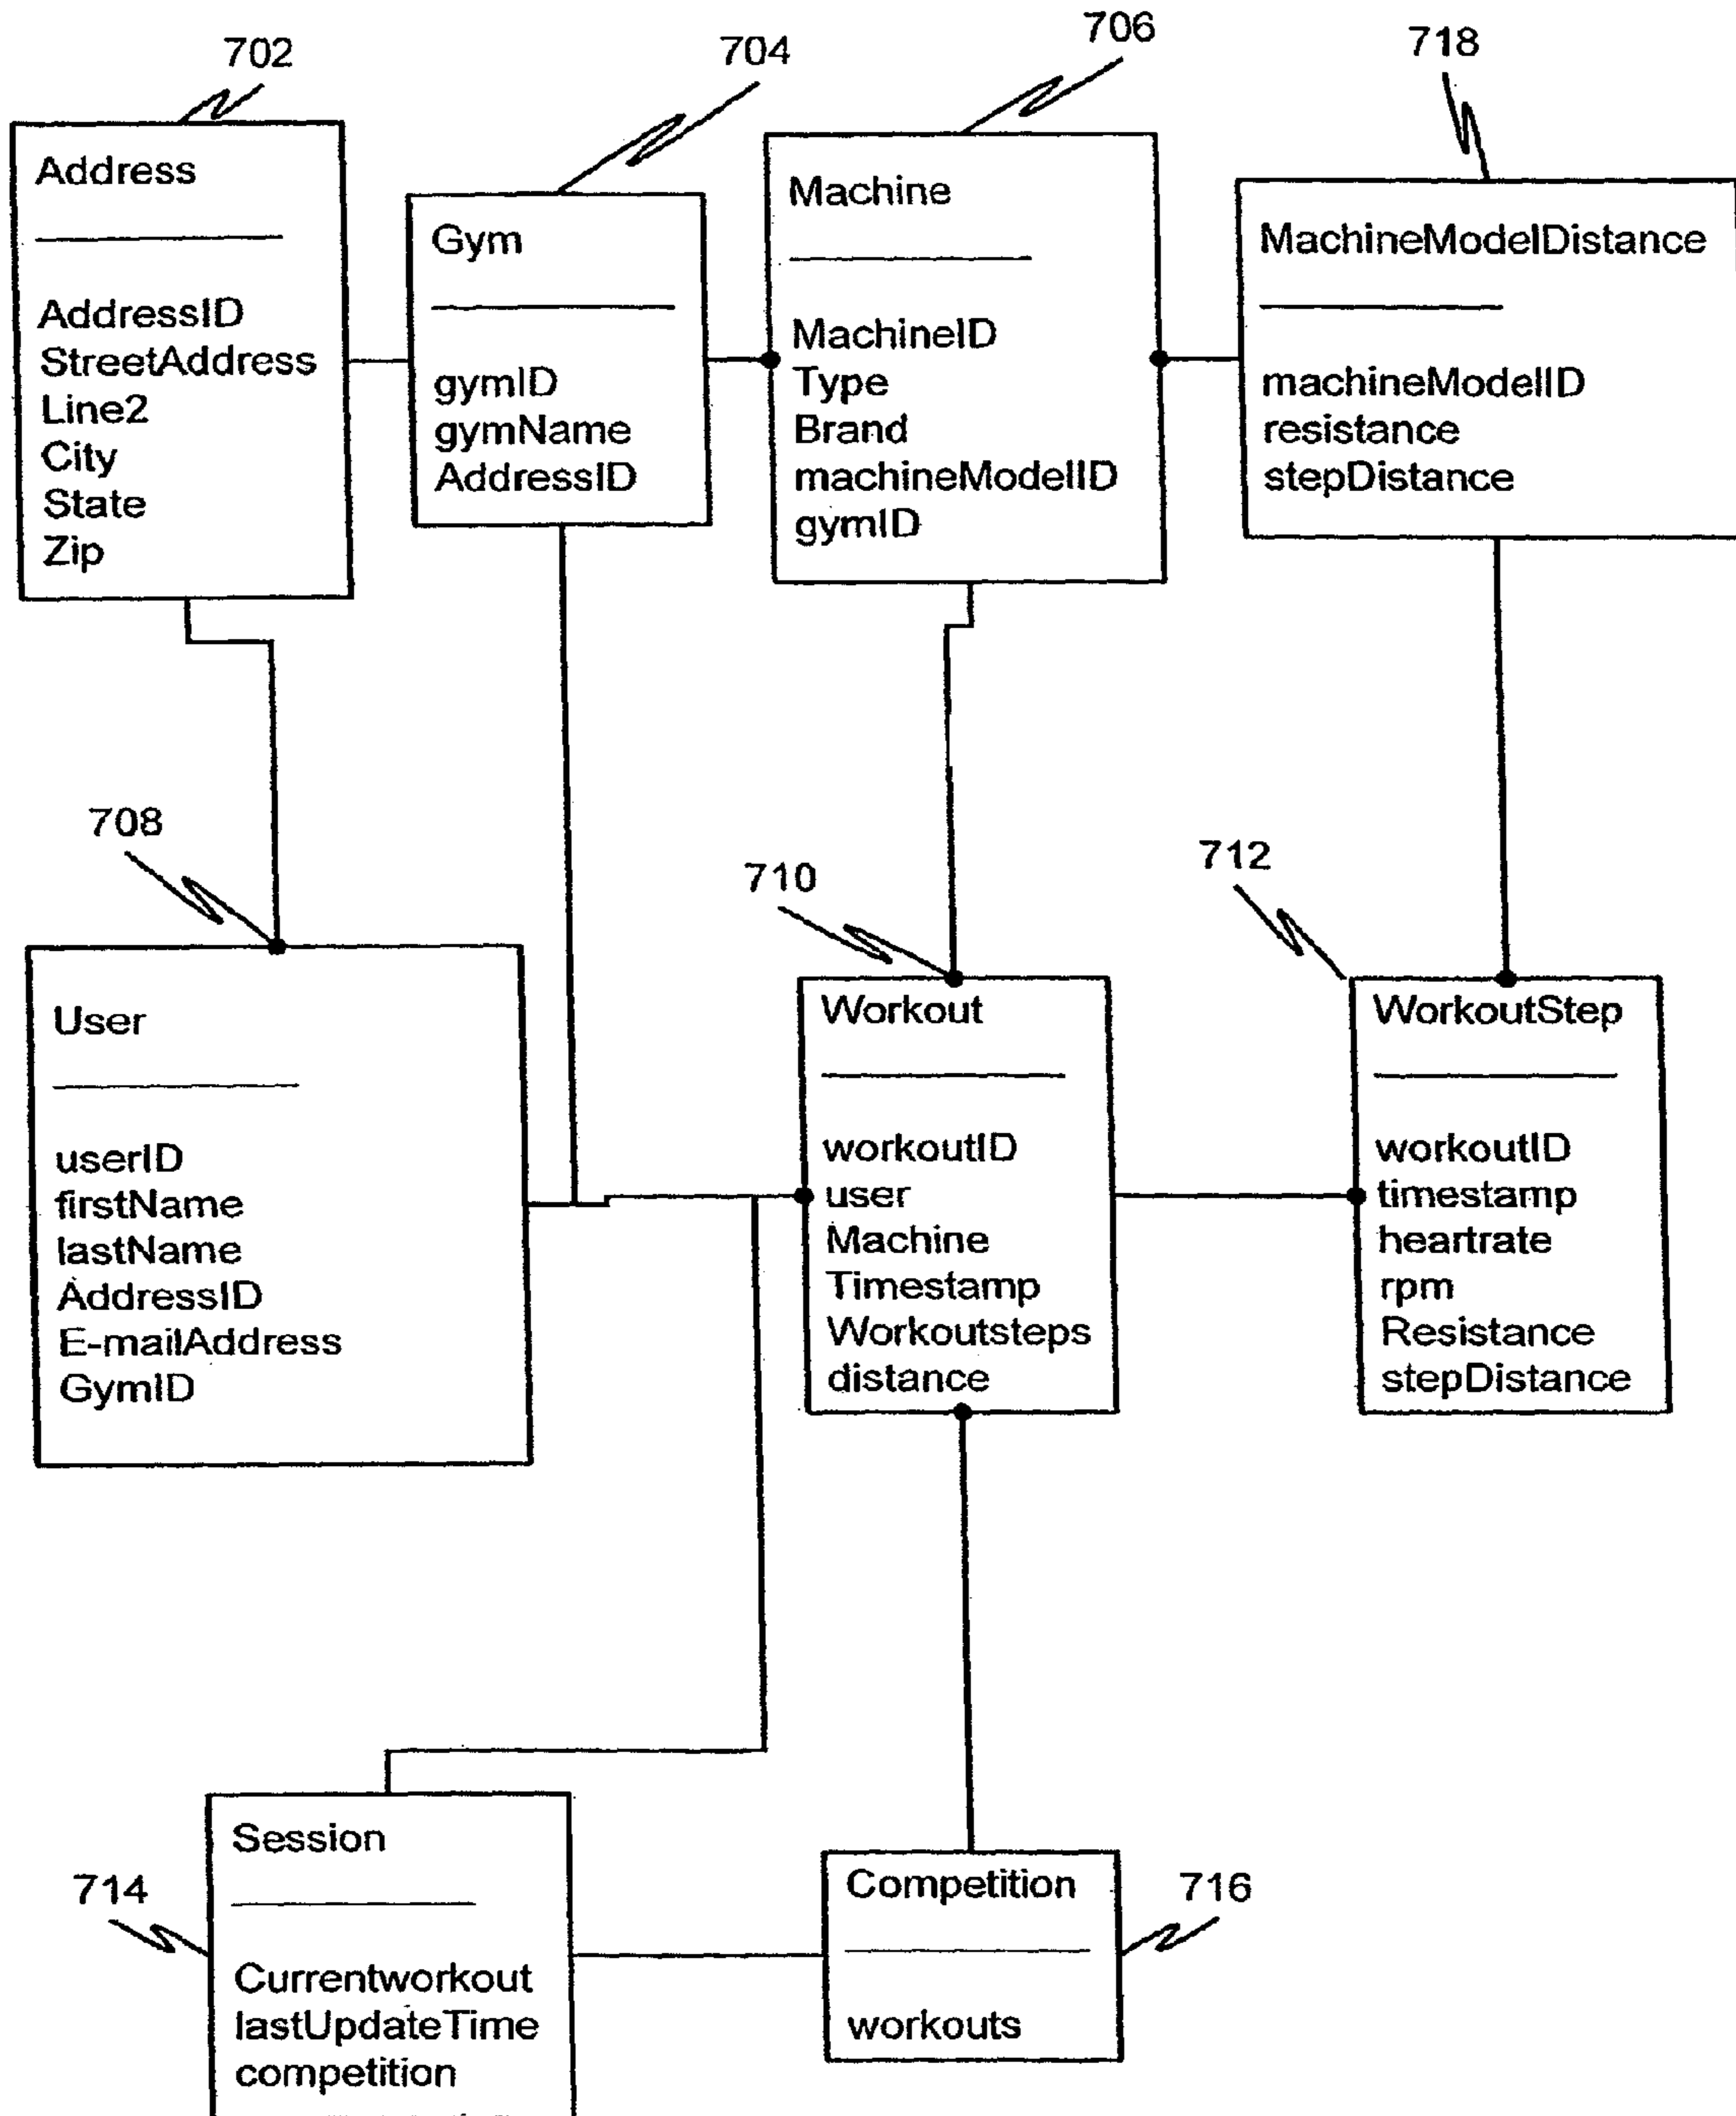 702
704
706
718
Address
AddressID
StreetAddress
Line2
City
State
Zip
Gym
gymID
gymName
AddressID
Machine
MachineID
Type
Brand
machineModelID
gymID
MachineModelDistance
machineModelID
resistance
stepDistance
708
710
712
User
userID
firstName
lastName
AddressID
E-mailAddress
GymID
Workout
workoutID
user
Machine
Timestamp
Workoutsteps
distance
WorkoutStep
workoutID
timestamp
heartrate
rpm
Resistance
stepDistance
714
Session
Currentworkout
lastUpdateTime
competition
Competition
workouts
716